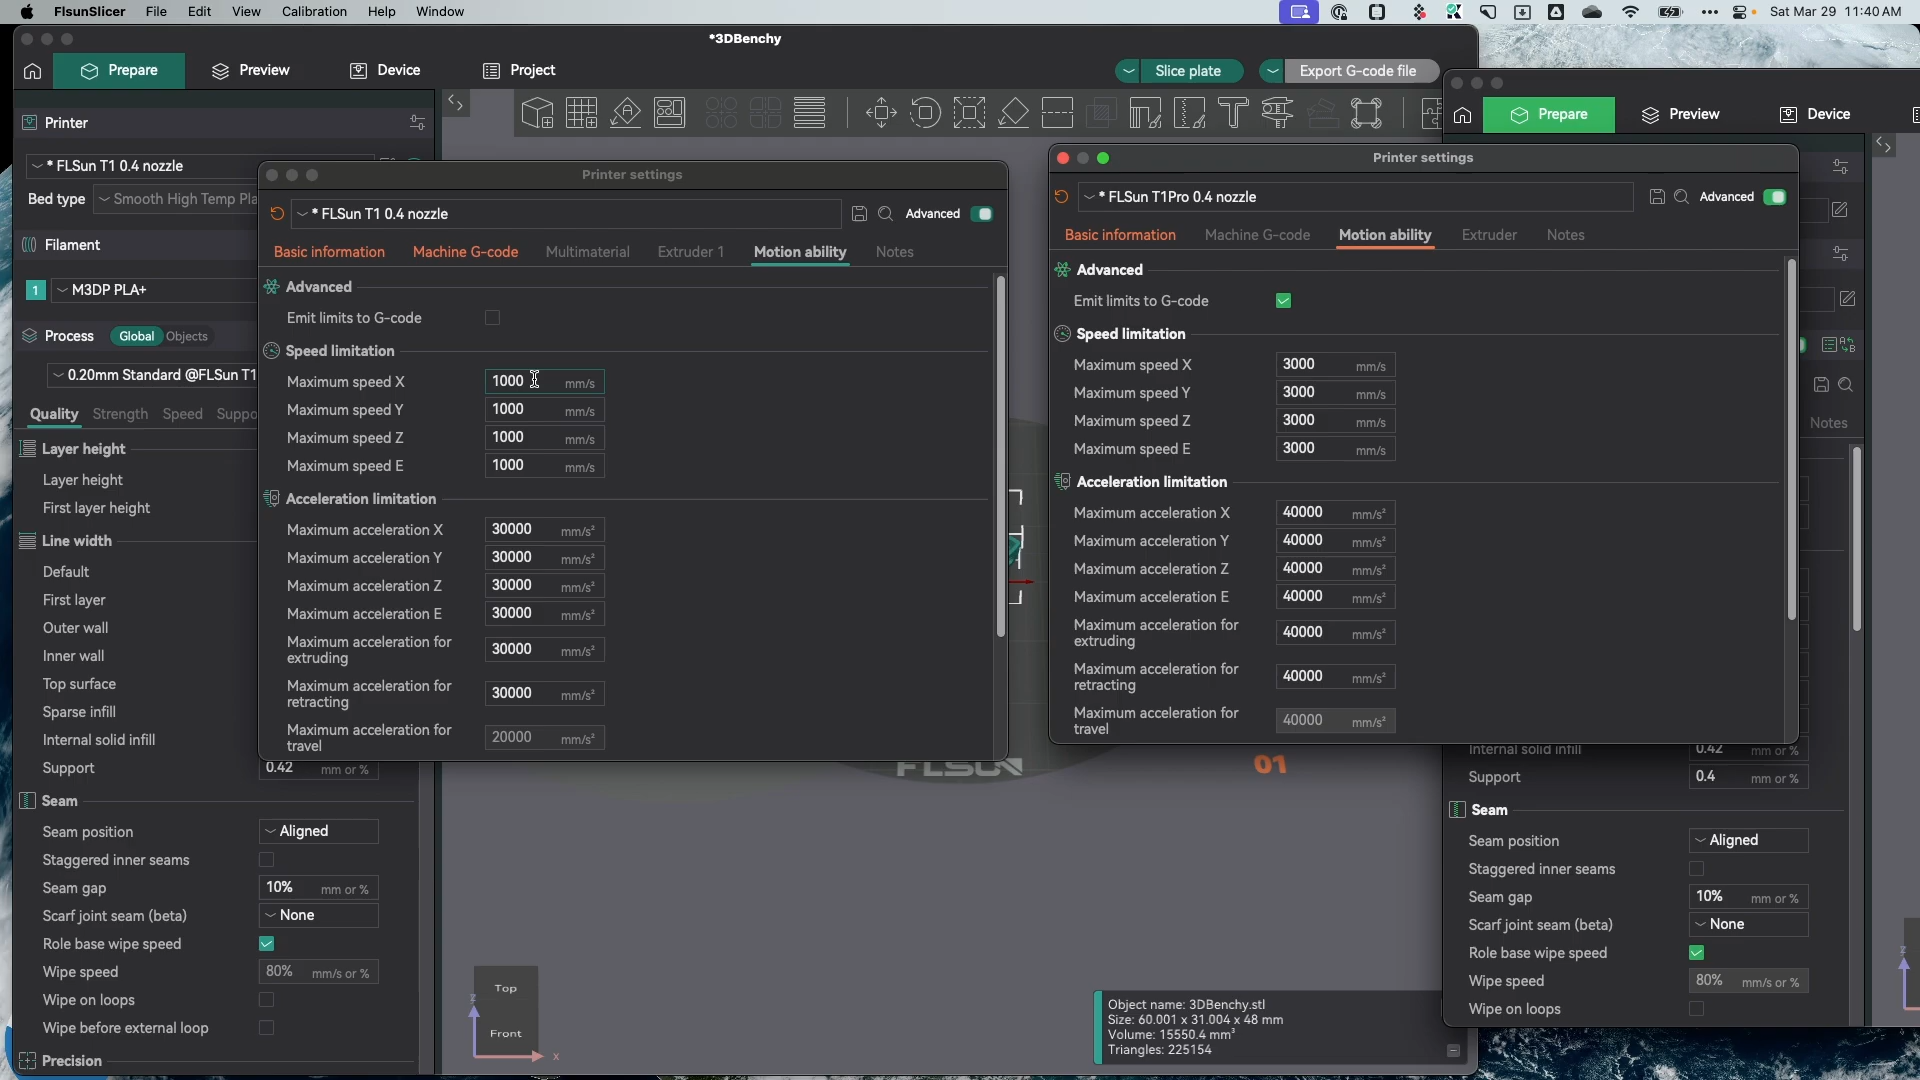 FlsunSlicer File Edit View Calibration Help Window Sat Mar 29 11:40 AM
*3DBenchy
Prepare Preview Device Project Slice plate Export G-code file
Printer
* FLSun T1 0.4 nozzle
Bed type Smooth High Temp Pla
Filament
1 M3DP PLA+
Process Global Objects
0.20mm Standard @FLSun T1
Quality Strength Speed Suppo
Layer height
Layer height
First layer height
Line width
Default
First layer
Outer wall
Inner wall
Top surface
Sparse infill
Internal solid infill
Support 0.42 mm or %
Seam
Seam position Aligned
Staggered inner seams
Seam gap 10% mm or %
Scarf joint seam (beta) None
Role base wipe speed
Wipe speed 80% mm/s or %
Wipe on loops
Wipe before external loop
Precision
Printer settings
* FLSun T1 0.4 nozzle Advanced
Basic information Machine G-code Multimaterial Extruder 1 Motion ability Notes
Advanced
Emit limits to G-code
Speed limitation
Maximum speed X 1000 mm/s
Maximum speed Y 1000 mm/s
Maximum speed Z 1000 mm/s
Maximum speed E 1000 mm/s
Acceleration limitation
Maximum acceleration X 30000 mm/s²
Maximum acceleration Y 30000 mm/s²
Maximum acceleration Z 30000 mm/s²
Maximum acceleration E 30000 mm/s²
Maximum acceleration for
extruding 30000 mm/s²
Maximum acceleration for
retracting 30000 mm/s²
Maximum acceleration for
travel 20000 mm/s²
FLSUN
01
Top
Front
Z
X
Object name: 3DBenchy.stl
Size: 60.001 x 31.004 x 48 mm
Volume: 15550.4 mm³
Triangles: 225154
Prepare Preview Device
Printer settings
* FLSun T1Pro 0.4 nozzle Advanced
Basic information Machine G-code Motion ability Extruder Notes
Advanced
Emit limits to G-code
Speed limitation
Maximum speed X 3000 mm/s
Maximum speed Y 3000 mm/s
Maximum speed Z 3000 mm/s
Maximum speed E 3000 mm/s
Acceleration limitation
Maximum acceleration X 40000 mm/s²
Maximum acceleration Y 40000 mm/s²
Maximum acceleration Z 40000 mm/s²
Maximum acceleration E 40000 mm/s²
Maximum acceleration for
extruding 40000 mm/s²
Maximum acceleration for
retracting 40000 mm/s²
Maximum acceleration for
travel 40000 mm/s²
Notes
Internal solid infill 0.42 mm or %
Support 0.4 mm or %
Seam
Seam position Aligned
Staggered inner seams
Seam gap 10% mm or %
Scarf joint seam (beta) None
Role base wipe speed
Wipe speed 80% mm/s or %
Wipe on loops
Z